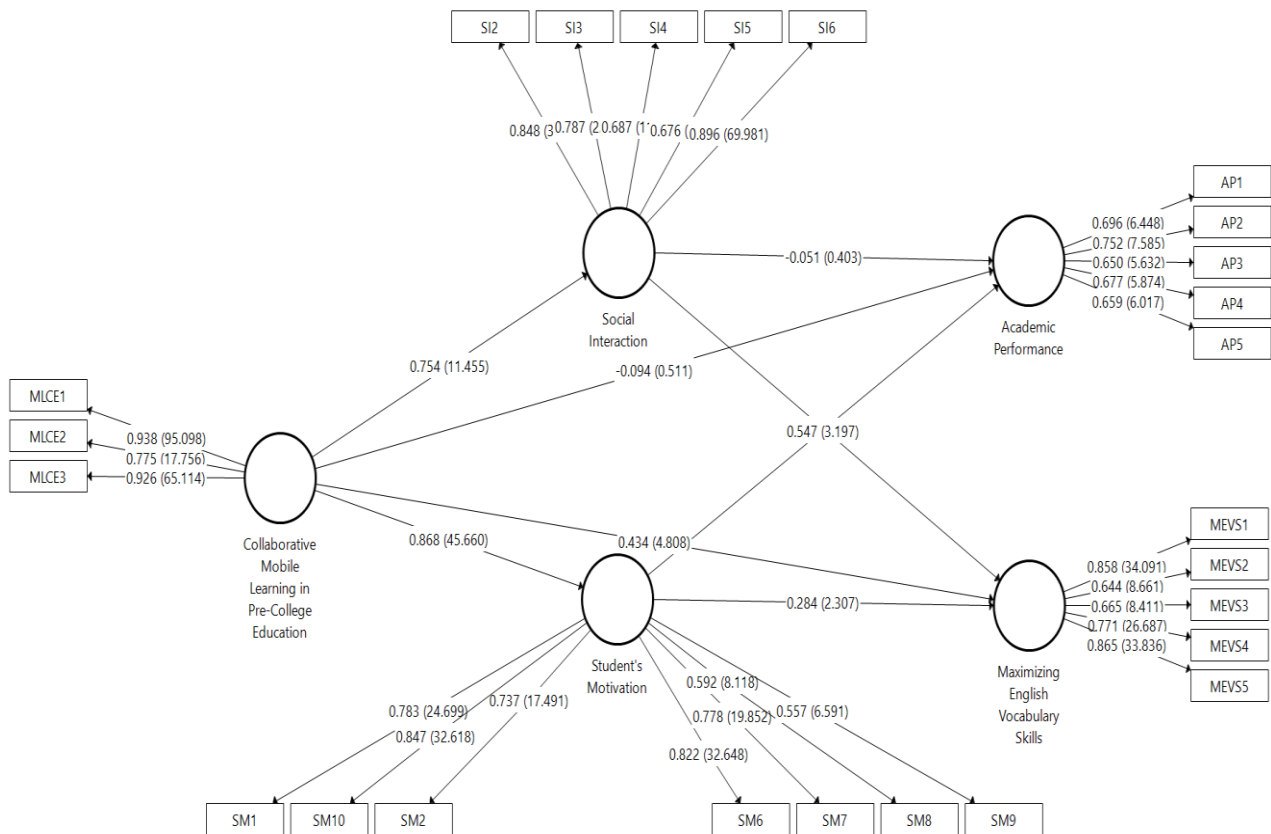 SI2
SI3
SI4
SI5
SI6
0.848 (3
0.787 (2
0.687 (1
0.676 (
0.896 (69.981)
Social
Interaction
AP1
AP2
AP3
AP4
AP5
0.696 (6.448)
0.752 (7.585)
0.650 (5.632)
0.677 (5.874)
0.659 (6.017)
Academic
Performance
-0.051 (0.403)
0.754 (11.455)
-0.094 (0.511)
MLCE1
MLCE2
MLCE3
0.938 (95.098)
0.775 (17.756)
0.926 (65.114)
Collaborative
Mobile
Learning in
Pre-College
Education
0.547 (3.197)
0.868 (45.660)
0.434 (4.808)
0.284 (2.307)
Student's
Motivation
MEVS1
MEVS2
MEVS3
MEVS4
MEVS5
0.858 (34.091)
0.644 (8.661)
0.665 (8.411)
0.771 (26.687)
0.865 (33.836)
Maximizing
English
Vocabulary
Skills
0.783 (24.699)
0.847 (32.618)
0.737 (17.491)
0.592 (8.118)
0.778 (19.852)
0.557 (6.591)
0.822 (32.648)
SM1
SM10
SM2
SM6
SM7
SM8
SM9